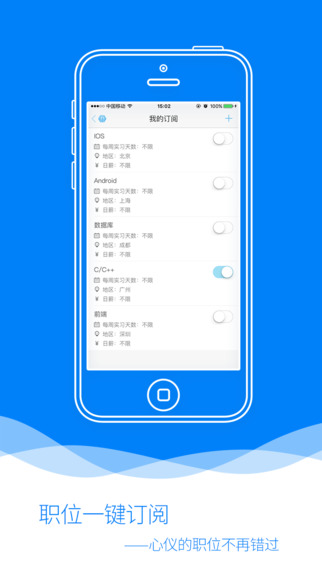 中国移动 15:02 100%
我的订阅
iOS
每周实习天数：不限
地区：北京
日薪：不限
Android
每周实习天数：不限
地区：上海
日薪：不限
数据库
每周实习天数：不限
地区：成都
日薪：不限
C/C++
每周实习天数：不限
地区：广州
日薪：不限
前端
每周实习天数：不限
地区：深圳
日薪：不限
职位一键订阅
——心仪的职位不再错过